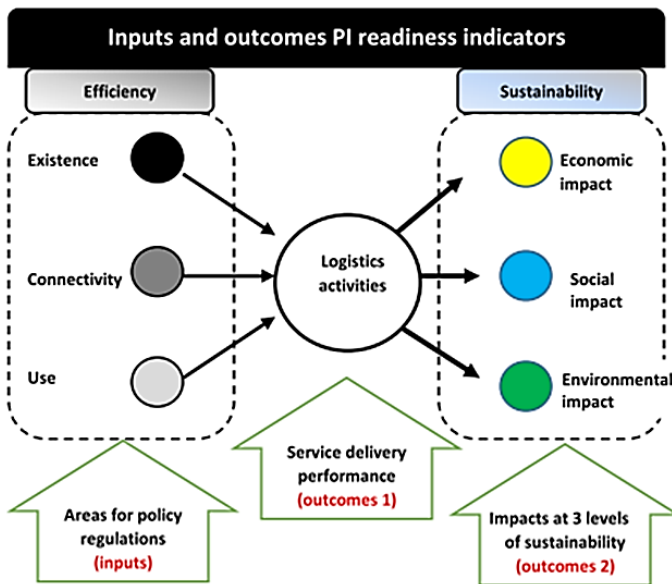 Inputs and outcomes PI readiness indicators
Efficiency
Sustainability
Existence
Connectivity
Use
Logistics
activities
Economic
impact
Social
impact
Environmental
impact
Areas for policy
regulations
(inputs)
Service delivery
performance
(outcomes 1)
Impacts at 3 levels
of sustainability
(outcomes 2)